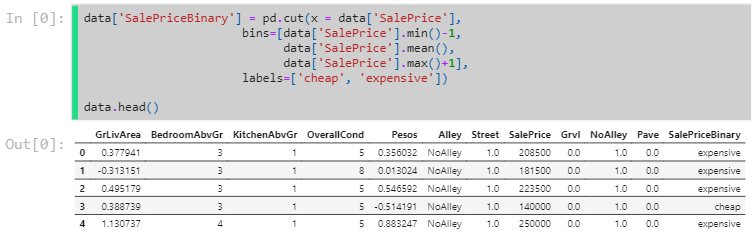 In [0]: data['SalePriceBinary'] = pd.cut(x = data['SalePrice'],
bins=[data['SalePrice'].min()-1,
data['SalePrice'].mean(),
data['SalePrice'].max()+1],
labels=['cheap', 'expensive'])
data.head()
Out[0]:
GrLivArea BedroomAbvGr KitchenAbvGr OverallCond Pesos Alley Street SalePrice Grvl NoAlley Pave SalePriceBinary
0 0.377941 3 1 5 0.356032 NoAlley 1.0 208500 0.0 1.0 0.0 expensive
1 -0.313151 3 1 8 0.013024 NoAlley 1.0 181500 0.0 1.0 0.0 expensive
2 0.495179 3 1 5 0.546592 NoAlley 1.0 223500 0.0 1.0 0.0 expensive
3 0.388739 3 1 5 -0.514191 NoAlley 1.0 140000 0.0 1.0 0.0 cheap
4 1.130737 4 1 5 0.883247 NoAlley 1.0 250000 0.0 1.0 0.0 expensive